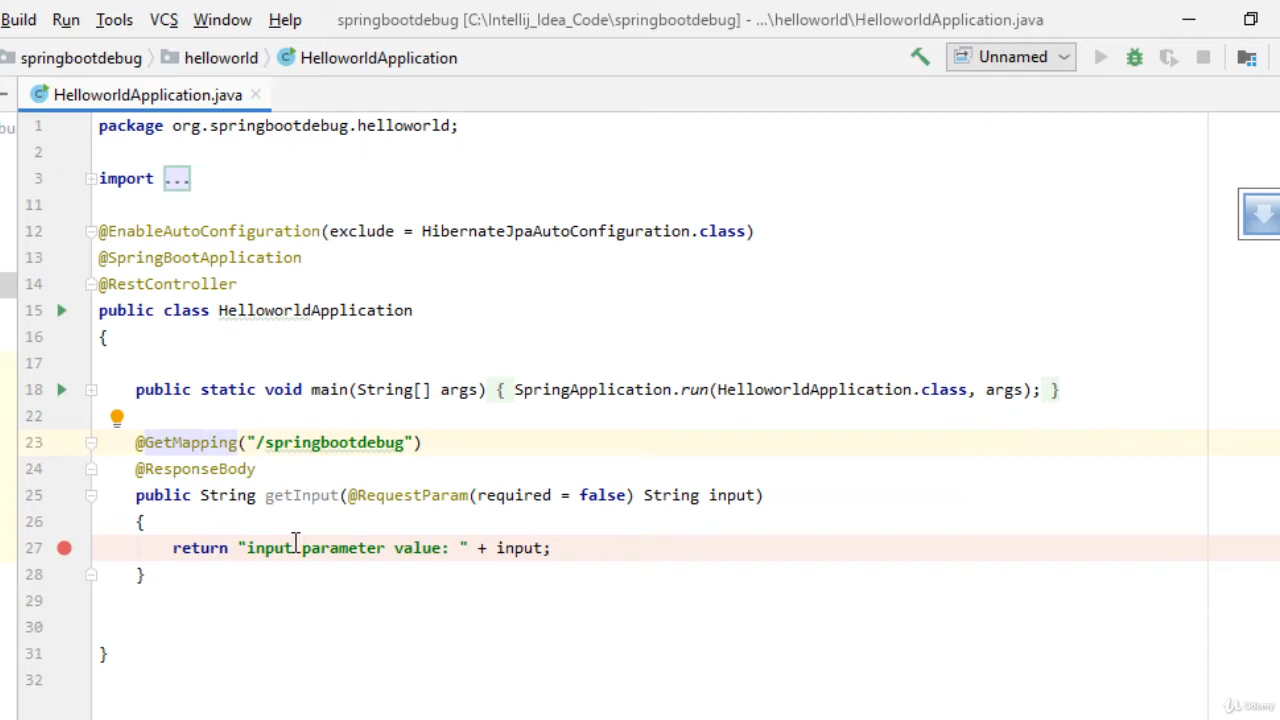 Build Run Tools VCS Window Help springbootdebug [C:\Intellij_Idea_Code\springbootdebug] - ...\helloworld\HelloworldApplication.java
springbootdebug helloworld HelloworldApplication Unnamed
HelloworldApplication.java
bu
1 package org.springbootdebug.helloworld;
2
3 import ...
11
12 @EnableAutoConfiguration(exclude = HibernateJpaAutoConfiguration.class)
13 @SpringBootApplication
14 @RestController
15 public class HelloworldApplication
16 {
17
18 public static void main(String[] args) { SpringApplication.run(HelloworldApplication.class, args); }
22
23 @GetMapping("/springbootdebug")
24 @ResponseBody
25 public String getInput(@RequestParam(required = false) String input)
26 {
27 return "input parameter value: " + input;
28 }
29
30
31 }
32
Udemy